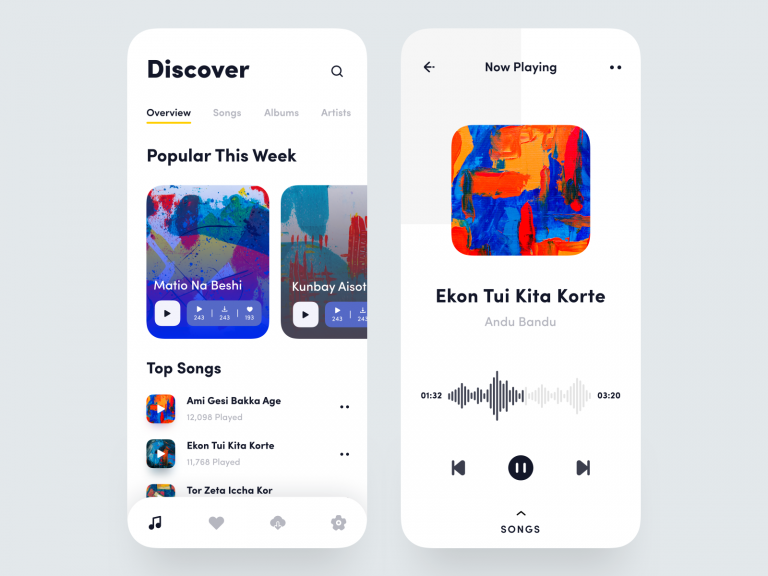 Discover
Overview Songs Albums Artists
Popular This Week
Matio Na Beshi
243 243 193
Kunbay Aisot
243 243
Top Songs
Ami Gesi Bakka Age
12,098 Played
Ekon Tui Kita Korte
11,768 Played
Tor Zeta Iccha Kor
Now Playing
Ekon Tui Kita Korte
Andu Bandu
01:32 03:20
SONGS